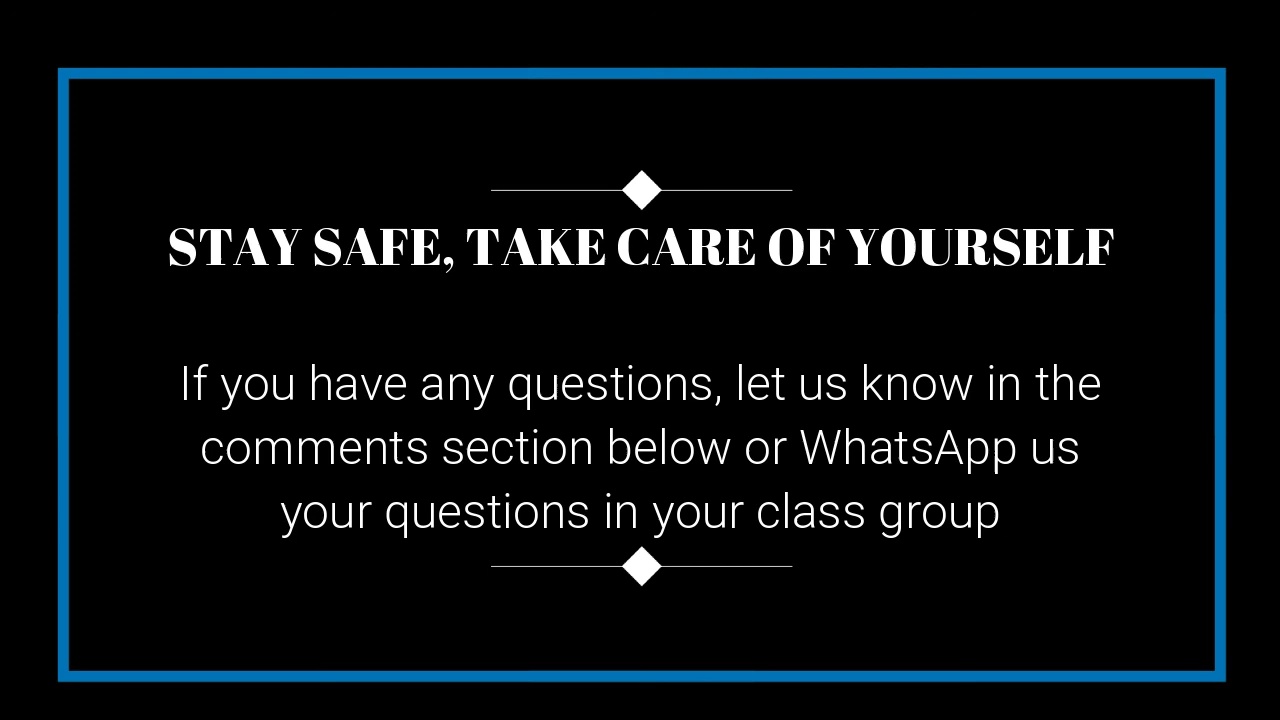 STAY SAFE, TAKE CARE OF YOURSELF
If you have any questions, let us know in the
comments section below or WhatsApp us
your questions in your class group